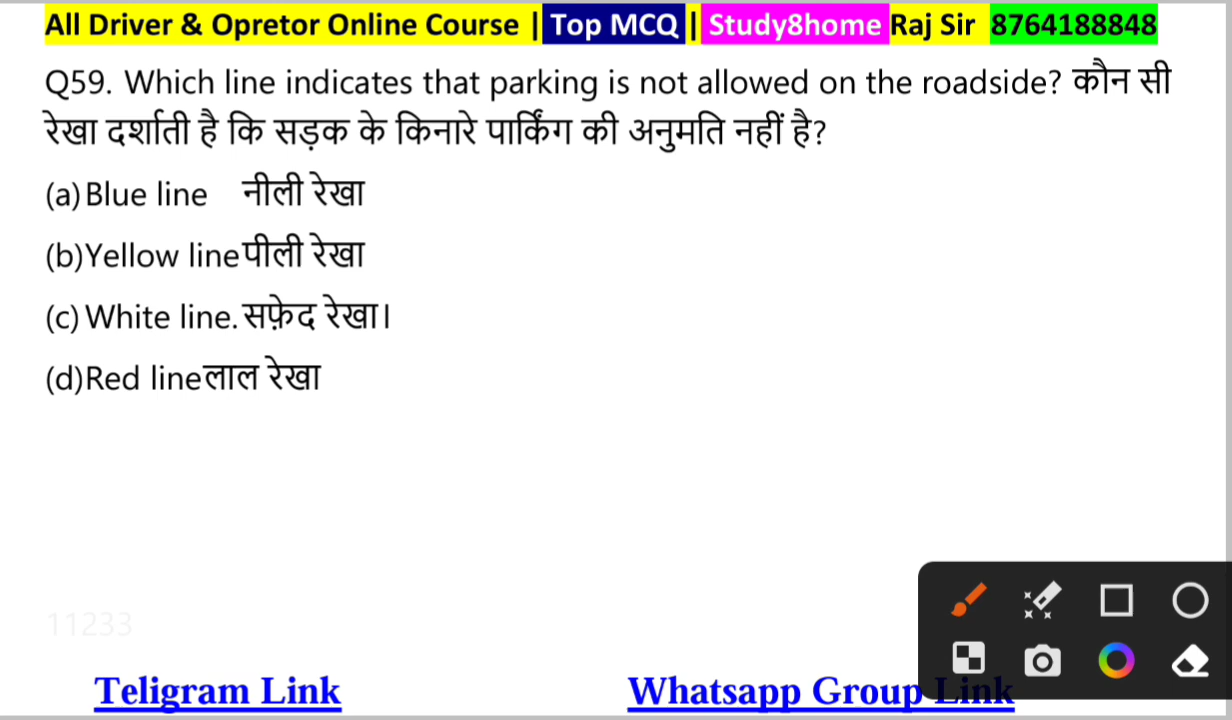 All Driver & Opretor Online Course | Top MCQ | Study8home Raj Sir 8764188848
Q59. Which line indicates that parking is not allowed on the roadside? कौन सी
रेखा दर्शाती है कि सड़क के किनारे पार्किंग की अनुमति नहीं है?
(a) Blue line नीली रेखा
(b)Yellow lineपीली रेखा
(c) White line. सफ़ेद रेखा।
(d)Red lineलाल रेखा
11233
Teligram Link Whatsapp Group Link